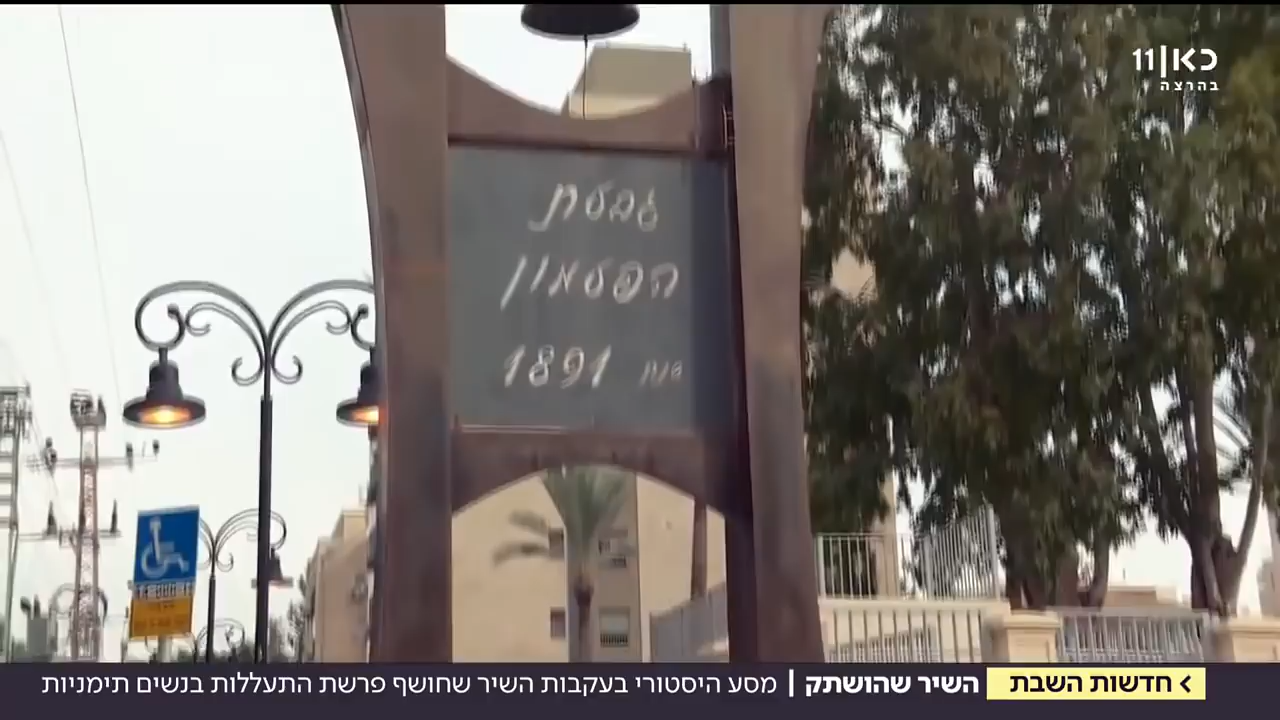 כאן 11
בהרצה
גבעת
הפעמון
שנת 1891
חדשות השבת
השיר שהושתק | מסע היסטורי בעקבות השיר שחושף פרשת התעללות בנשים תימניות